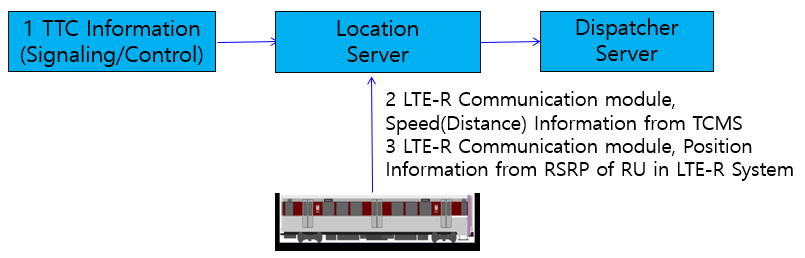 1 TTC Information
(Signaling/Control)
Location
Server
Dispatcher
Server
2 LTE-R Communication module,
Speed(Distance) Information from TCMS
3 LTE-R Communication module, Position
Information from RSRP of RU in LTE-R System